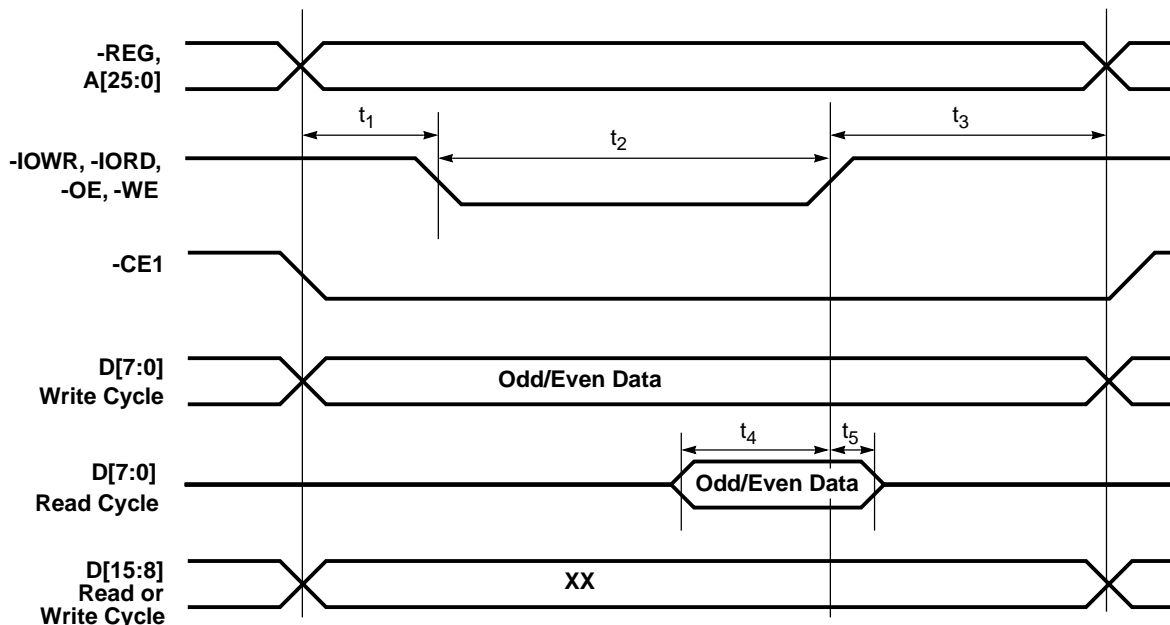 -REG,
A[25:0]
t1
t2
t3
-IOWR, -IORD,
-OE, -WE
-CE1
D[7:0]
Write Cycle
Odd/Even Data
t4
t5
D[7:0]
Read Cycle
Odd/Even Data
D[15:8]
Read or
Write Cycle
XX